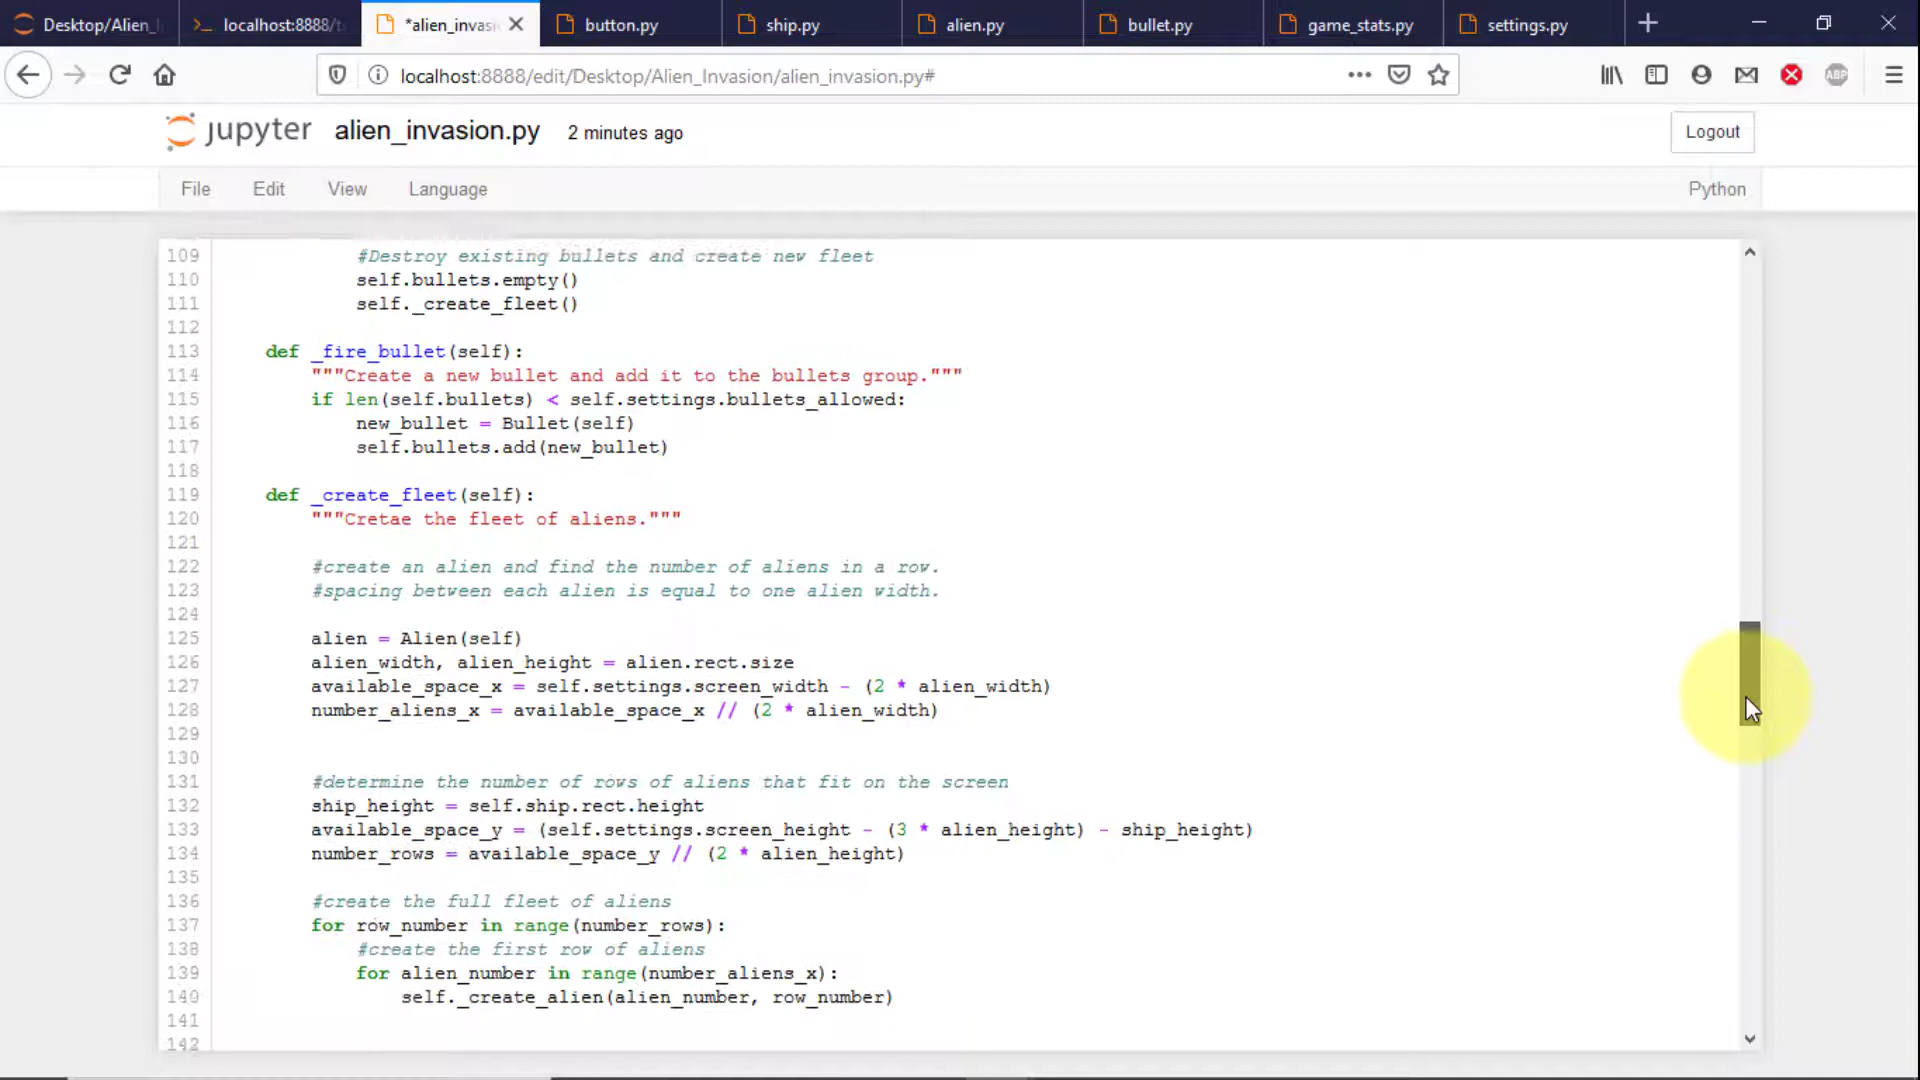 Desktop/Alien_I
localhost:8888/t
*alien_invasi
button.py
ship.py
alien.py
bullet.py
game_stats.py
settings.py
localhost:8888/edit/Desktop/Alien_Invasion/alien_invasion.py#
ABP
jupyter alien_invasion.py 2 minutes ago
Logout
File Edit View Language
Python
109 #Destroy existing bullets and create new fleet
110 self.bullets.empty()
111 self._create_fleet()
112
113 def _fire_bullet(self):
114 """Create a new bullet and add it to the bullets group."""
115 if len(self.bullets) < self.settings.bullets_allowed:
116 new_bullet = Bullet(self)
117 self.bullets.add(new_bullet)
118
119 def _create_fleet(self):
120 """Cretae the fleet of aliens."""
121
122 #create an alien and find the number of aliens in a row.
123 #spacing between each alien is equal to one alien width.
124
125 alien = Alien(self)
126 alien_width, alien_height = alien.rect.size
127 available_space_x = self.settings.screen_width - (2 * alien_width)
128 number_aliens_x = available_space_x // (2 * alien_width)
129
130
131 #determine the number of rows of aliens that fit on the screen
132 ship_height = self.ship.rect.height
133 available_space_y = (self.settings.screen_height - (3 * alien_height) - ship_height)
134 number_rows = available_space_y // (2 * alien_height)
135
136 #create the full fleet of aliens
137 for row_number in range(number_rows):
138 #create the first row of aliens
139 for alien_number in range(number_aliens_x):
140 self._create_alien(alien_number, row_number)
141
142